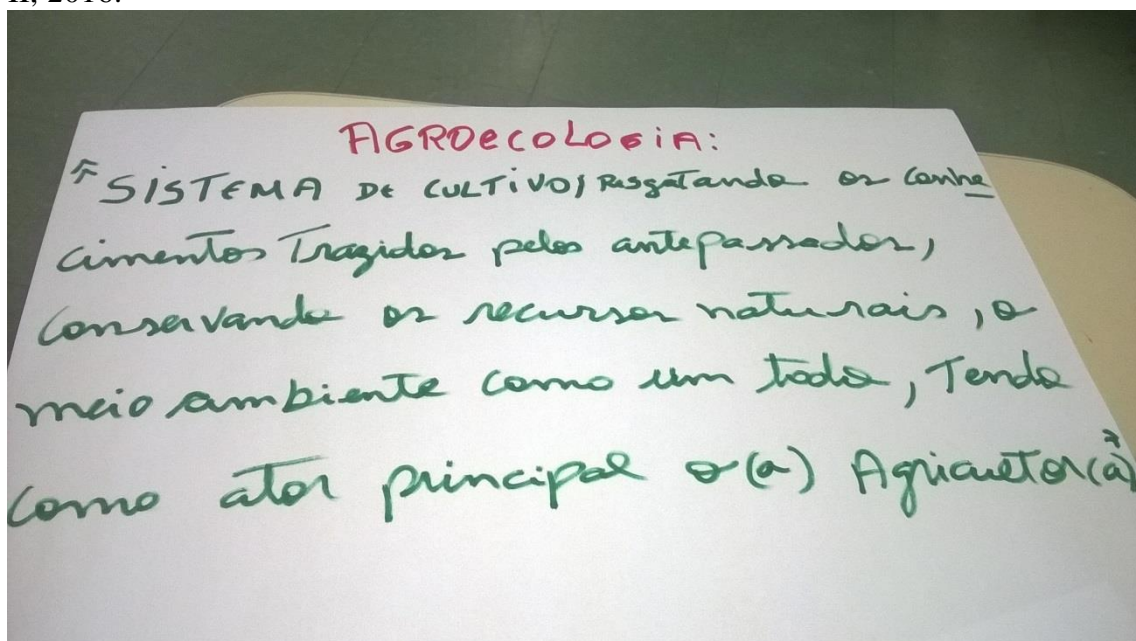 AGROecoLogiA:
"SISTEMA DE CULTIVO, Resgatando os conhe
cimentos Trazidos pelos antepassados,
conservando os recursos naturais, o
meio ambiente como um todo, Tendo
como ator principal o(a) Agricultor(a)"